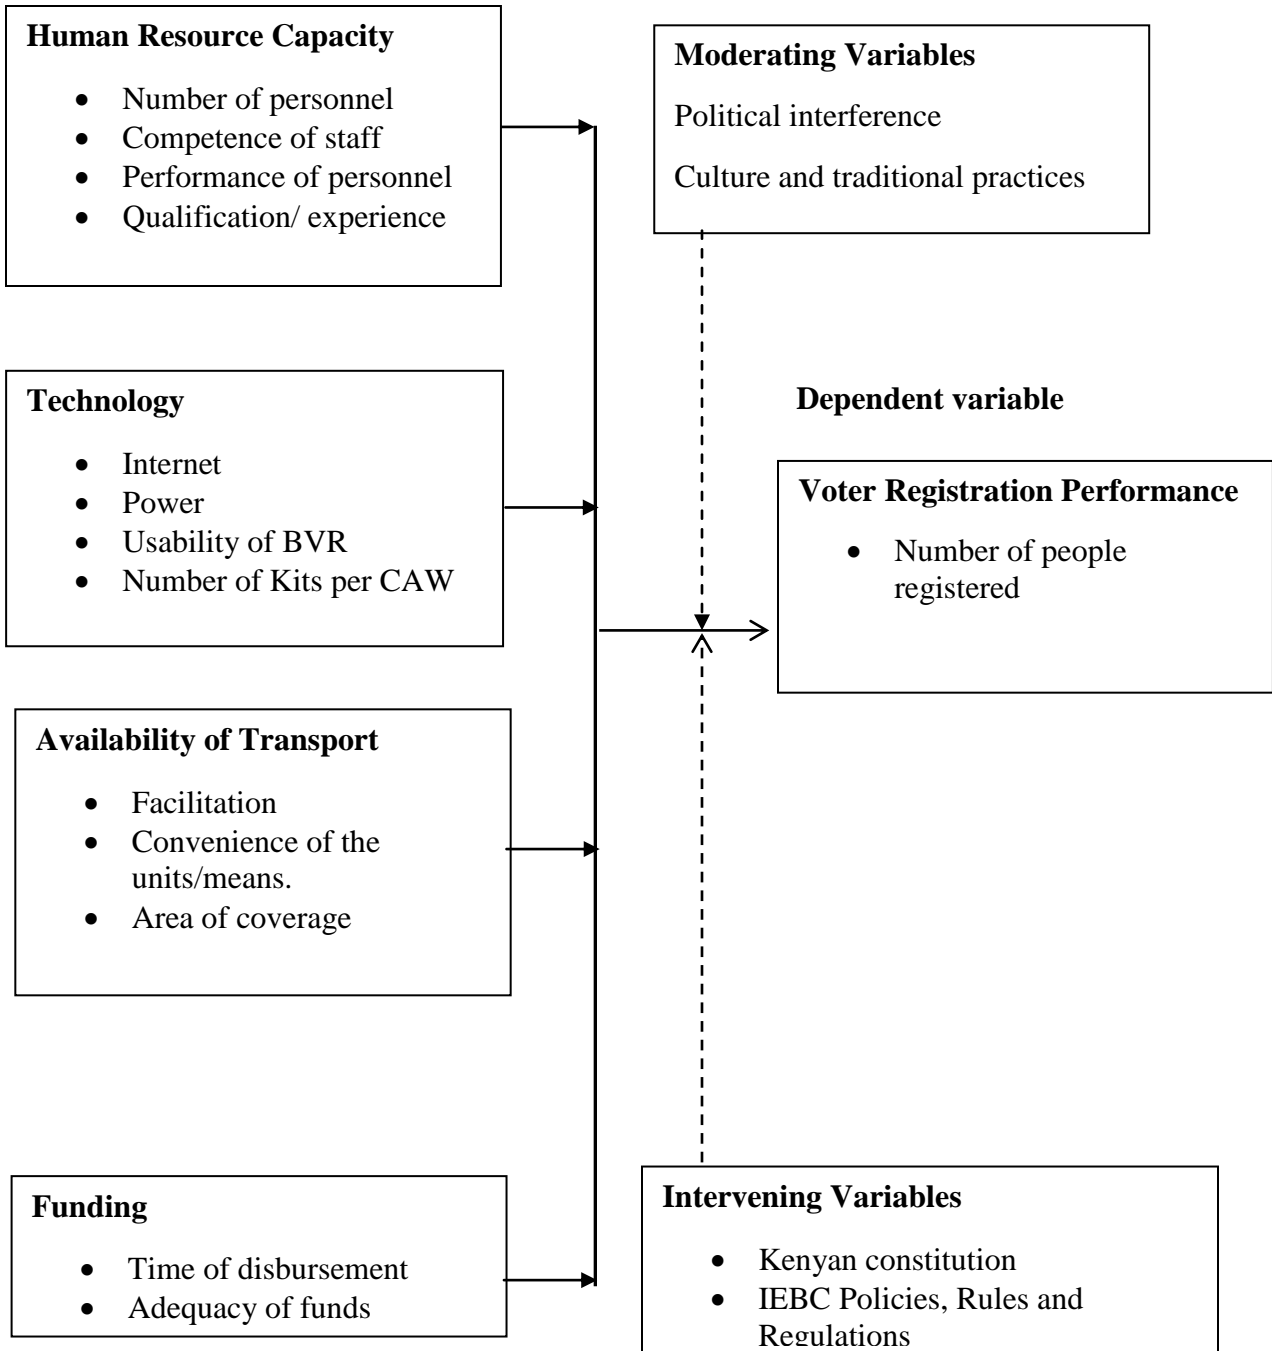 Human Resource Capacity
• Number of personnel
• Competence of staff
• Performance of personnel
• Qualification/ experience
Moderating Variables
Political interference
Culture and traditional practices
Technology
• Internet
• Power
• Usability of BVR
• Number of Kits per CAW
Dependent variable
Voter Registration Performance
• Number of people
registered
Availability of Transport
• Facilitation
• Convenience of the
units/means.
• Area of coverage
Funding
• Time of disbursement
• Adequacy of funds
Intervening Variables
• Kenyan constitution
• IEBC Policies, Rules and
Regulations